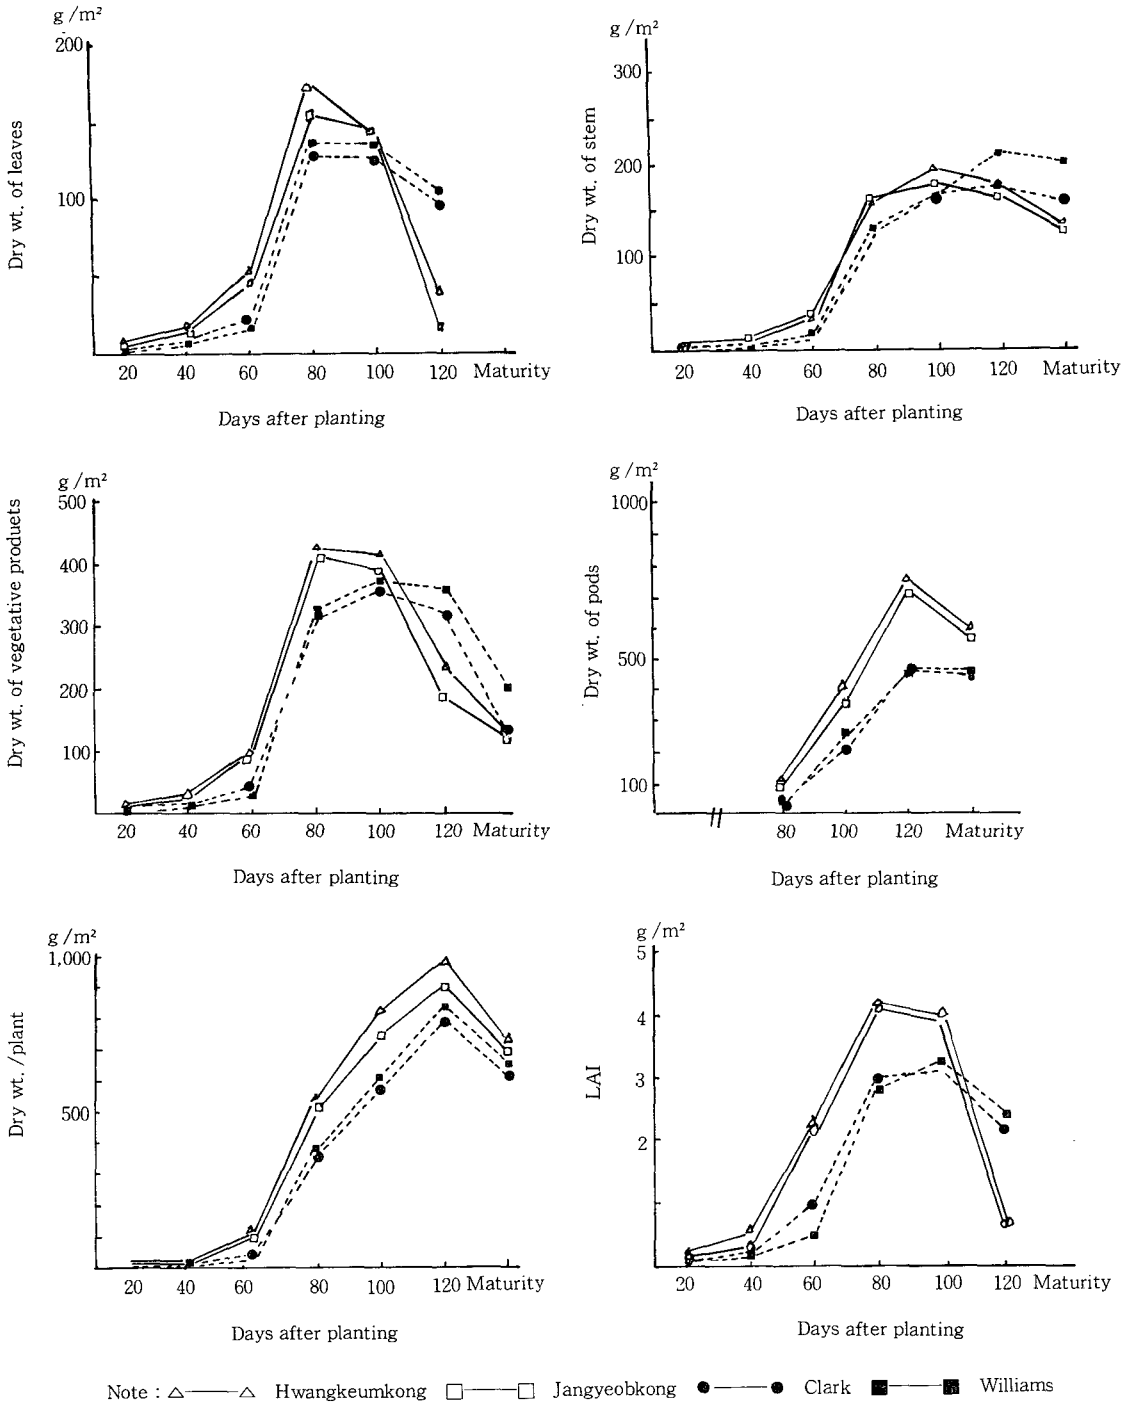 g/m²
200
100
Dry wt. of leaves
20 40 60 80 100 120 Maturity
Days after planting
g/m²
300
200
100
Dry wt. of stem
20 40 60 80 100 120 Maturity
Days after planting
g/m²
500
400
300
200
100
Dry wt. of vegetative produets
20 40 60 80 100 120 Maturity
Days after planting
g/m²
1000
500
100
Dry wt. of pods
80 100 120 Maturity
Days after planting
g/m²
1,000
500
Dry wt./plant
20 40 60 80 100 120 Maturity
Days after planting
g/m²
5
4
3
2
LAI
20 40 60 80 100 120 Maturity
Days after planting
Note : Hwangkeumkong Jangyeobkong Clark Williams